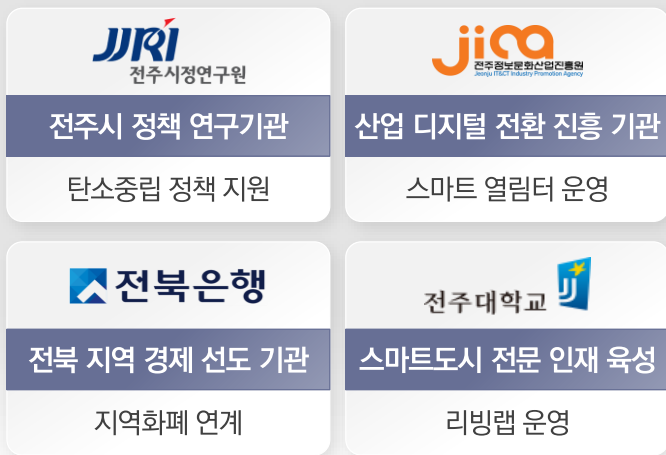 JJRI
전주시정연구원
전주시 정책 연구기관
탄소중립 정책 지원
jica
전주정보문화산업진흥원
Jeonju IT&CT Industry Promotion Agency
산업 디지털 전환 진흥 기관
스마트 열림터 운영
전북은행
전북 지역 경제 선도 기관
지역화폐 연계
전주대학교
JJ
스마트도시 전문 인재 육성
리빙랩 운영